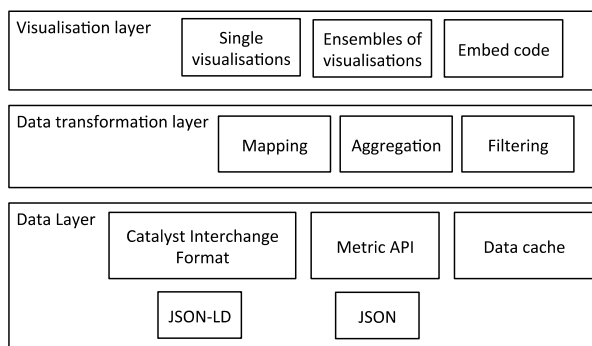 Visualisation layer
Single
visualisations
Ensembles of
visualisations
Embed code
Data transformation layer
Mapping
Aggregation
Filtering
Data Layer
Catalyst Interchange
Format
Metric API
Data cache
JSON-LD
JSON